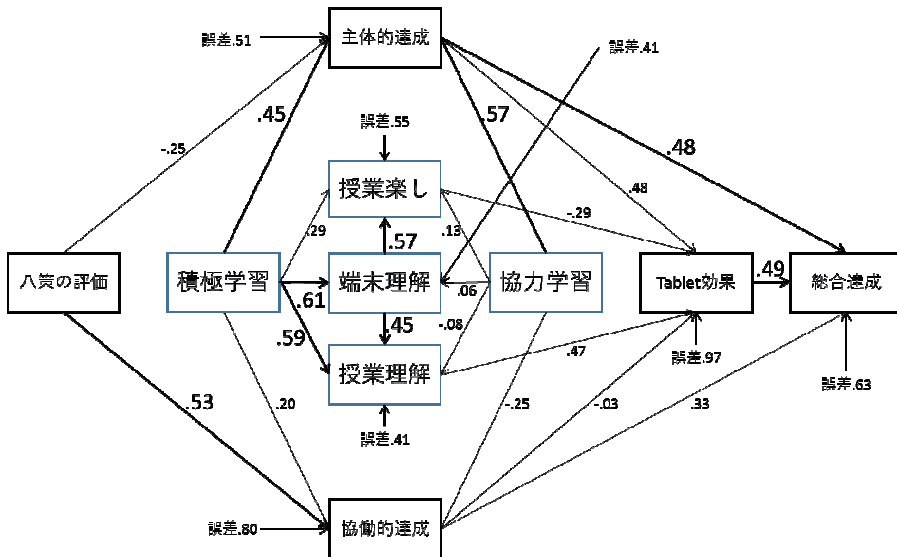 主体的達成
誤差.51
誤差.41
.45
.57
誤差.55
-.25
.48
授業楽し
.48
.29
.57
.13
-.29
八策の評価
積極学習
端末理解
協力学習
Tablet効果
総合達成
.61
.06
.49
.59
.45
-.08
授業理解
.47
誤差.97
誤差.63
.53
.20
-.25
-.03
.33
誤差.41
誤差.80
協働的達成